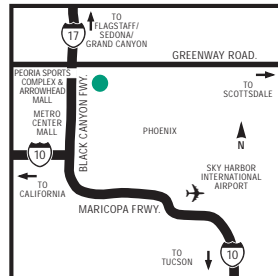 TO
FLAGSTAFF/
SEDONA/
GRAND CANYON
17
GREENWAY ROAD.
PEORIA SPORTS
COMPLEX &
ARROWHEAD
MALL
TO
SCOTTSDALE
METRO
CENTER
MALL
BLACK CANYON FWY.
PHOENIX
N
10
SKY HARBOR
INTERNATIONAL
AIRPORT
TO
CALIFORNIA
MARICOPA FRWY.
TO
TUCSON
10